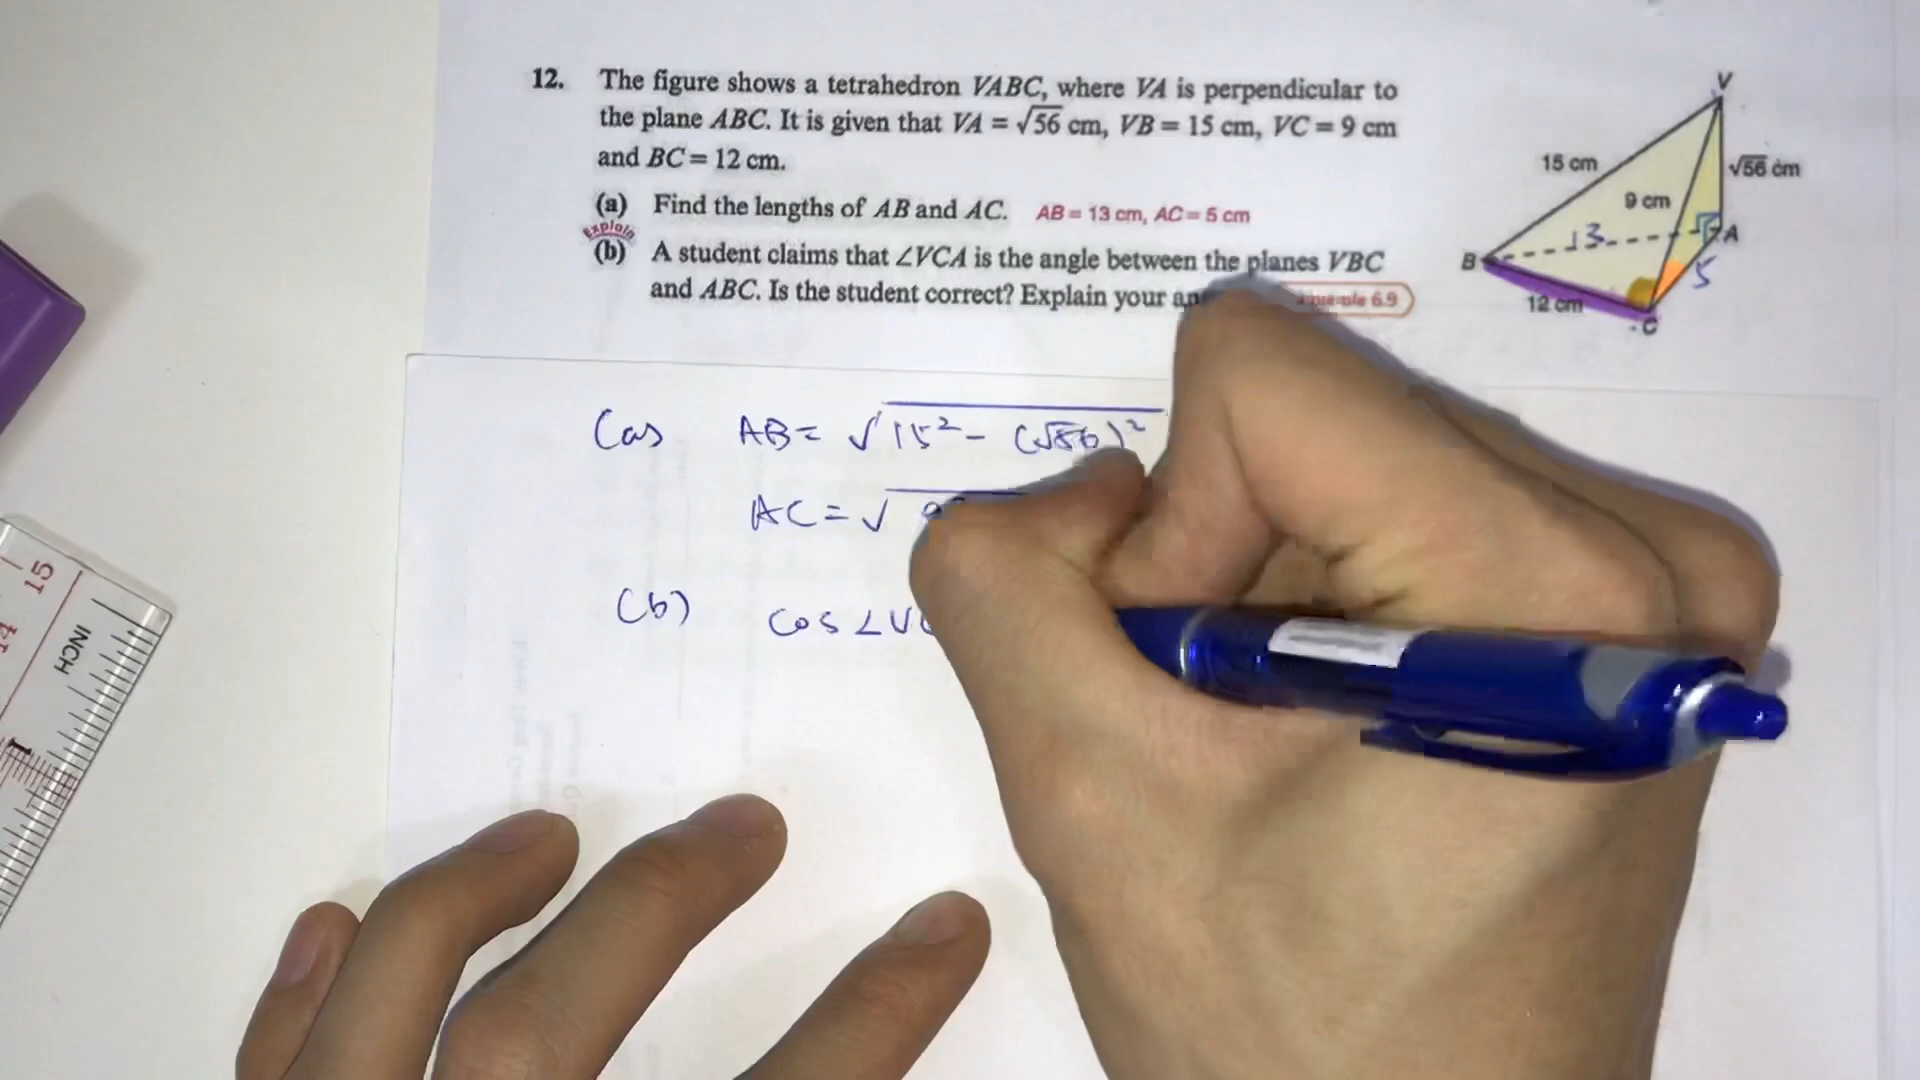 12. The figure shows a tetrahedron VABC, where VA is perpendicular to
the plane ABC. It is given that VA = √56 cm, VB = 15 cm, VC = 9 cm
and BC = 12 cm.
(a) Find the lengths of AB and AC. AB = 13 cm, AC = 5 cm
Explain
(b) A student claims that ∠VCA is the angle between the planes VBC
and ABC. Is the student correct? Explain your
6.9
V
15 cm
√56 cm
9 cm
13
A
B
5
12 cm
C
(a) AB = √15² - (√56)²
AC = √
(b) cos ∠V
15
14
INCH
1